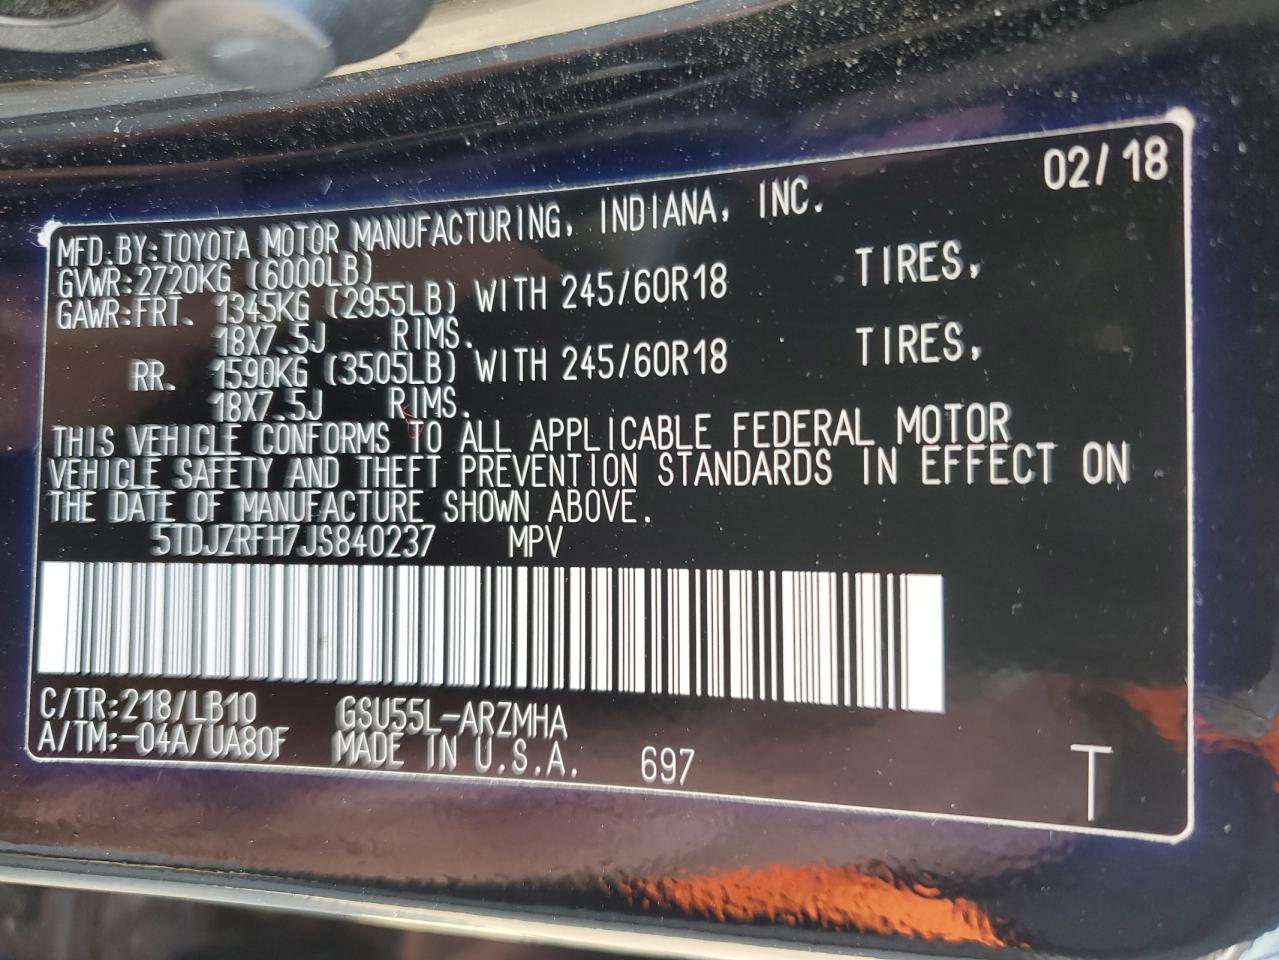 02/18
MFD.BY:TOYOTA MOTOR MANUFACTURING, INDIANA, INC.
GVWR:2720KG (6000LB)
GAWR:FRT. 1345KG (2955LB) WITH 245/60R18 TIRES,
18X7.5J RIMS.
RR. 1590KG (3505LB) WITH 245/60R18 TIRES,
18X7.5J RIMS.
THIS VEHICLE CONFORMS TO ALL APPLICABLE FEDERAL MOTOR
VEHICLE SAFETY AND THEFT PREVENTION STANDARDS IN EFFECT ON
THE DATE OF MANUFACTURE SHOWN ABOVE.
5TDJZRFH7JS840237 MPV
C/TR:218/LB10 GSU55L-ARZMHA
A/TM:-04A/UA80F MADE IN U.S.A. 697 T